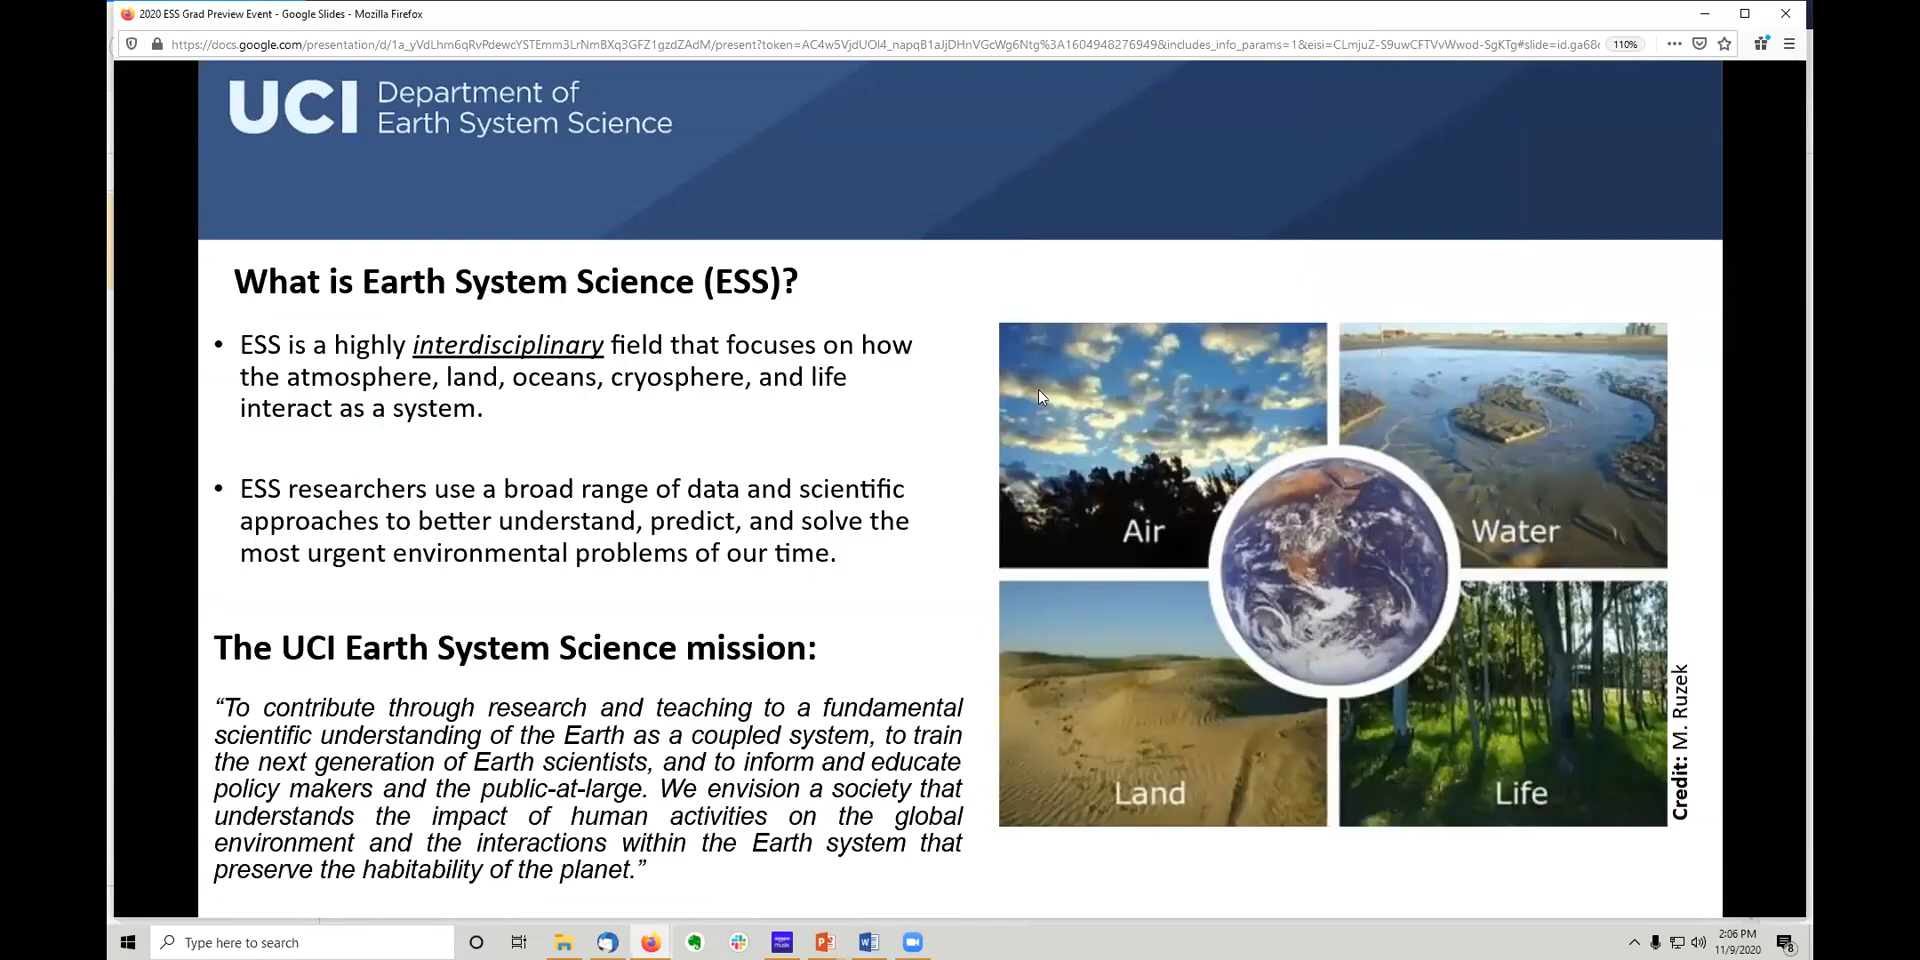 2020 ESS Grad Preview Event - Google Slides - Mozilla Firefox
110%
UCI
Department of
Earth System Science
What is Earth System Science (ESS)?
• ESS is a highly interdisciplinary field that focuses on how
the atmosphere, land, oceans, cryosphere, and life
interact as a system.
• ESS researchers use a broad range of data and scientific
approaches to better understand, predict, and solve the
most urgent environmental problems of our time.
The UCI Earth System Science mission:
“To contribute through research and teaching to a fundamental
scientific understanding of the Earth as a coupled system, to train
the next generation of Earth scientists, and to inform and educate
policy makers and the public-at-large. We envision a society that
understands the impact of human activities on the global
environment and the interactions within the Earth system that
preserve the habitability of the planet.”
Air
Water
Land
Life
Credit: M. Ruzek
Type here to search
2:06 PM
11/9/2020
8